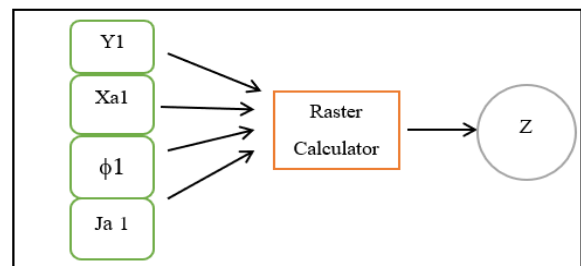 Y1
Xa1
ϕ1
Ja 1
Raster
Calculator
Z